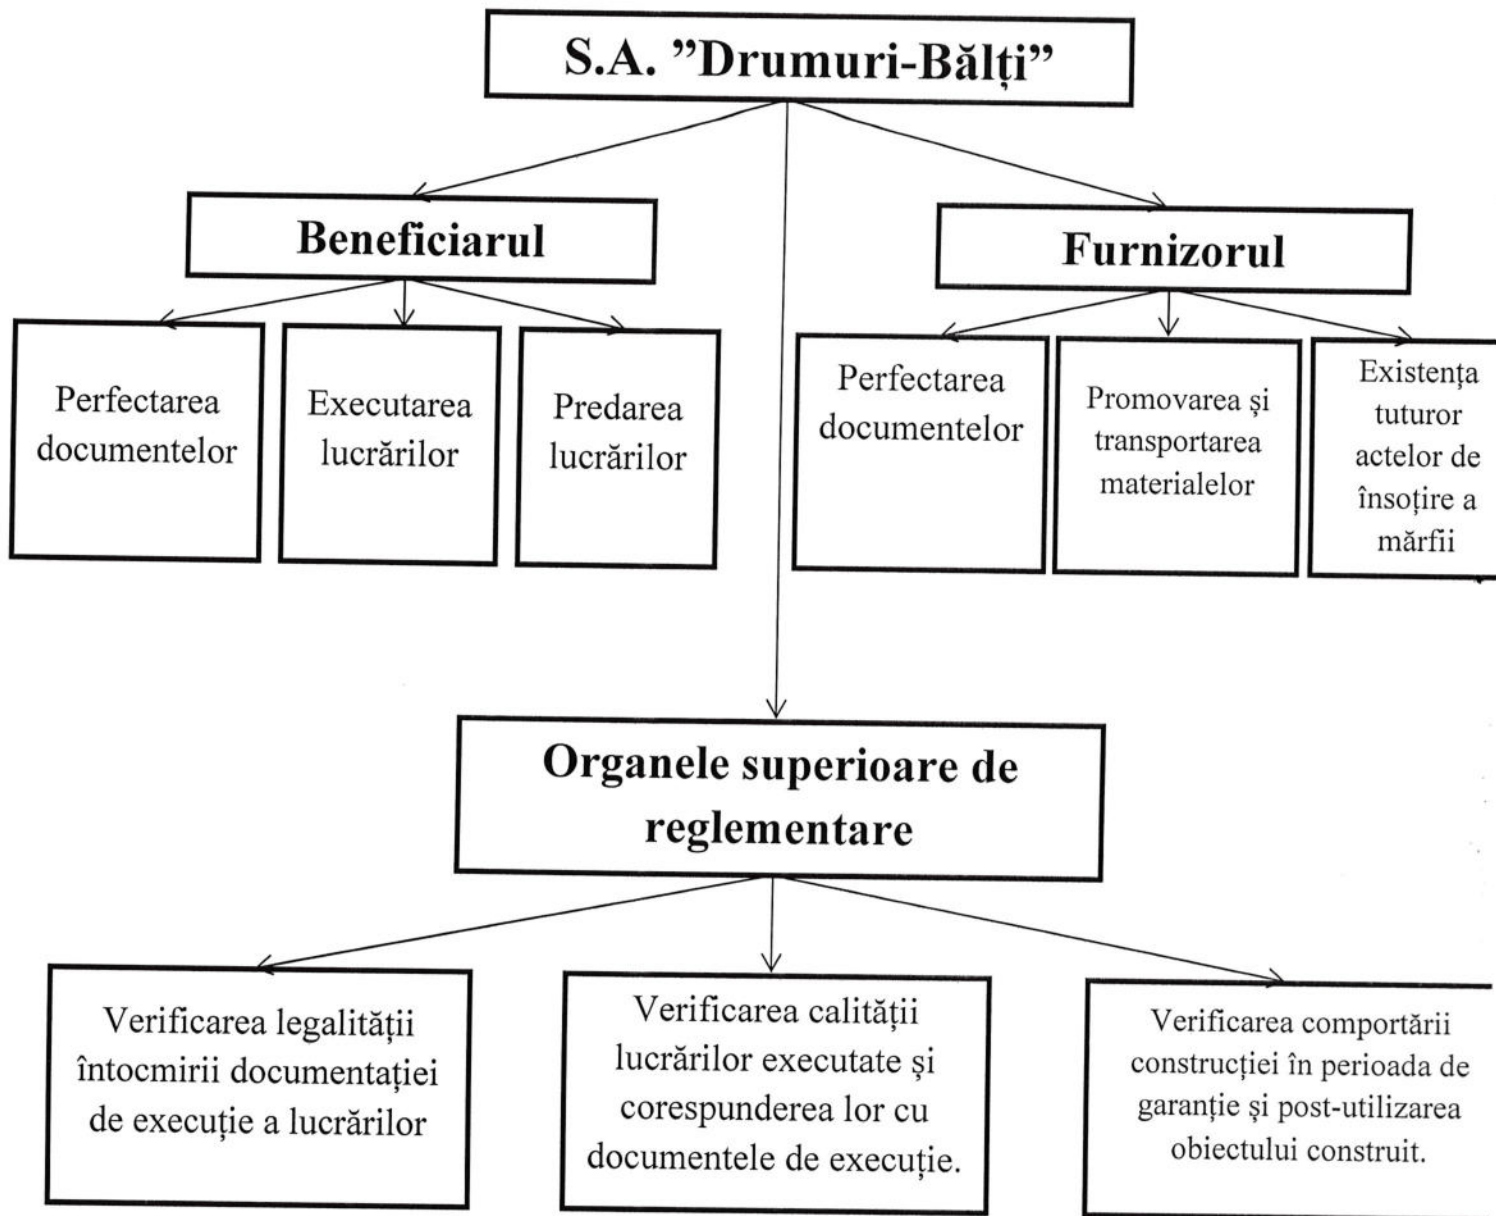 S.A. ”Drumuri-Bălți”
Beneficiarul
Furnizorul
Perfectarea
documentelor
Executarea
lucrărilor
Predarea
lucrărilor
Perfectarea
documentelor
Promovarea și
transportarea
materialelor
Existența
tuturor
actelor de
însoțire a
mărfii
Organele superioare de
reglementare
Verificarea legalității
întocmirii documentației
de execuție a lucrărilor
Verificarea calității
lucrărilor executate și
corespunderea lor cu
documentele de execuție.
Verificarea comportării
construcției în perioada de
garanție și post-utilizarea
obiectului construit.